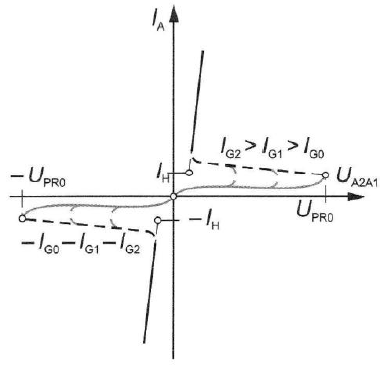 I_A
I_H
I_G2 > I_G1 > I_G0
−U_PR0
U_A2A1
U_PR0
−I_H
−I_G0 −I_G1 −I_G2